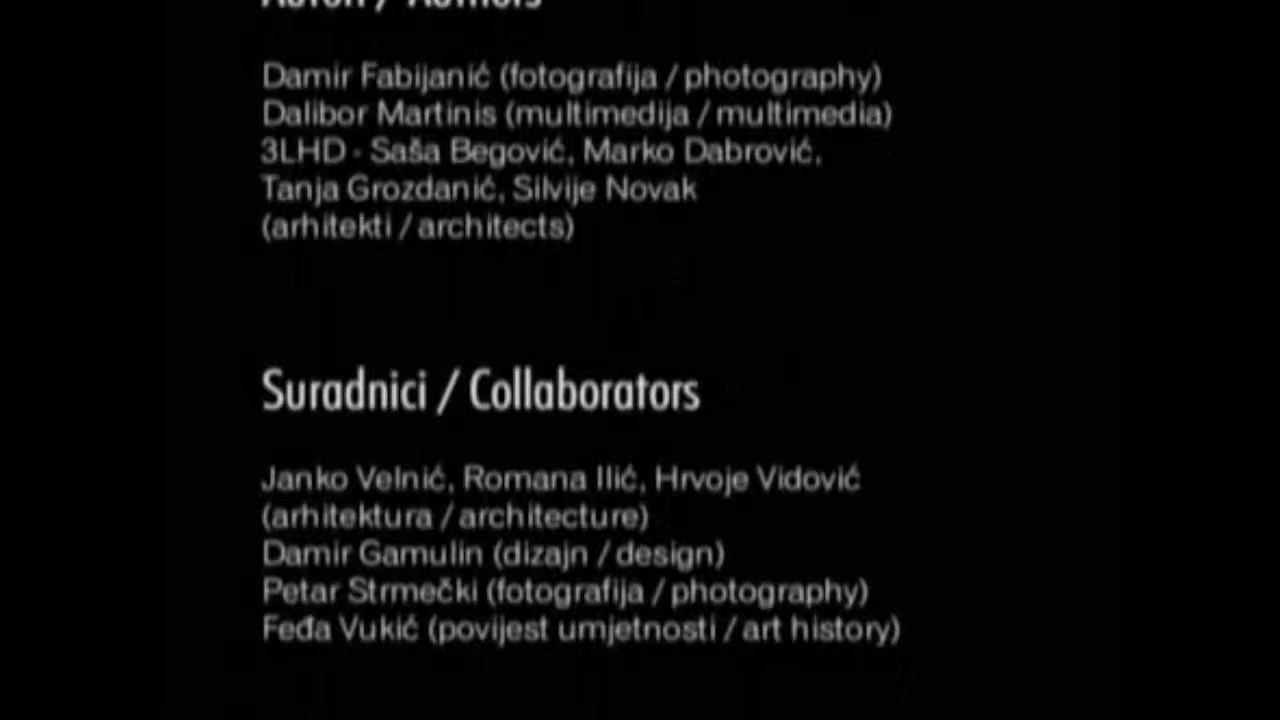 Autori / Authors
Damir Fabijanić (fotografija / photography)
Dalibor Martinis (multimedija / multimedia)
3LHD - Saša Begović, Marko Dabrović,
Tanja Grozdanić, Silvije Novak
(arhitekti / architects)
Suradnici / Collaborators
Janko Velnić, Romana Ilić, Hrvoje Vidović
(arhitektura / architecture)
Damir Gamulin (dizajn / design)
Petar Strmečki (fotografija / photography)
Feđa Vukić (povijest umjetnosti / art history)